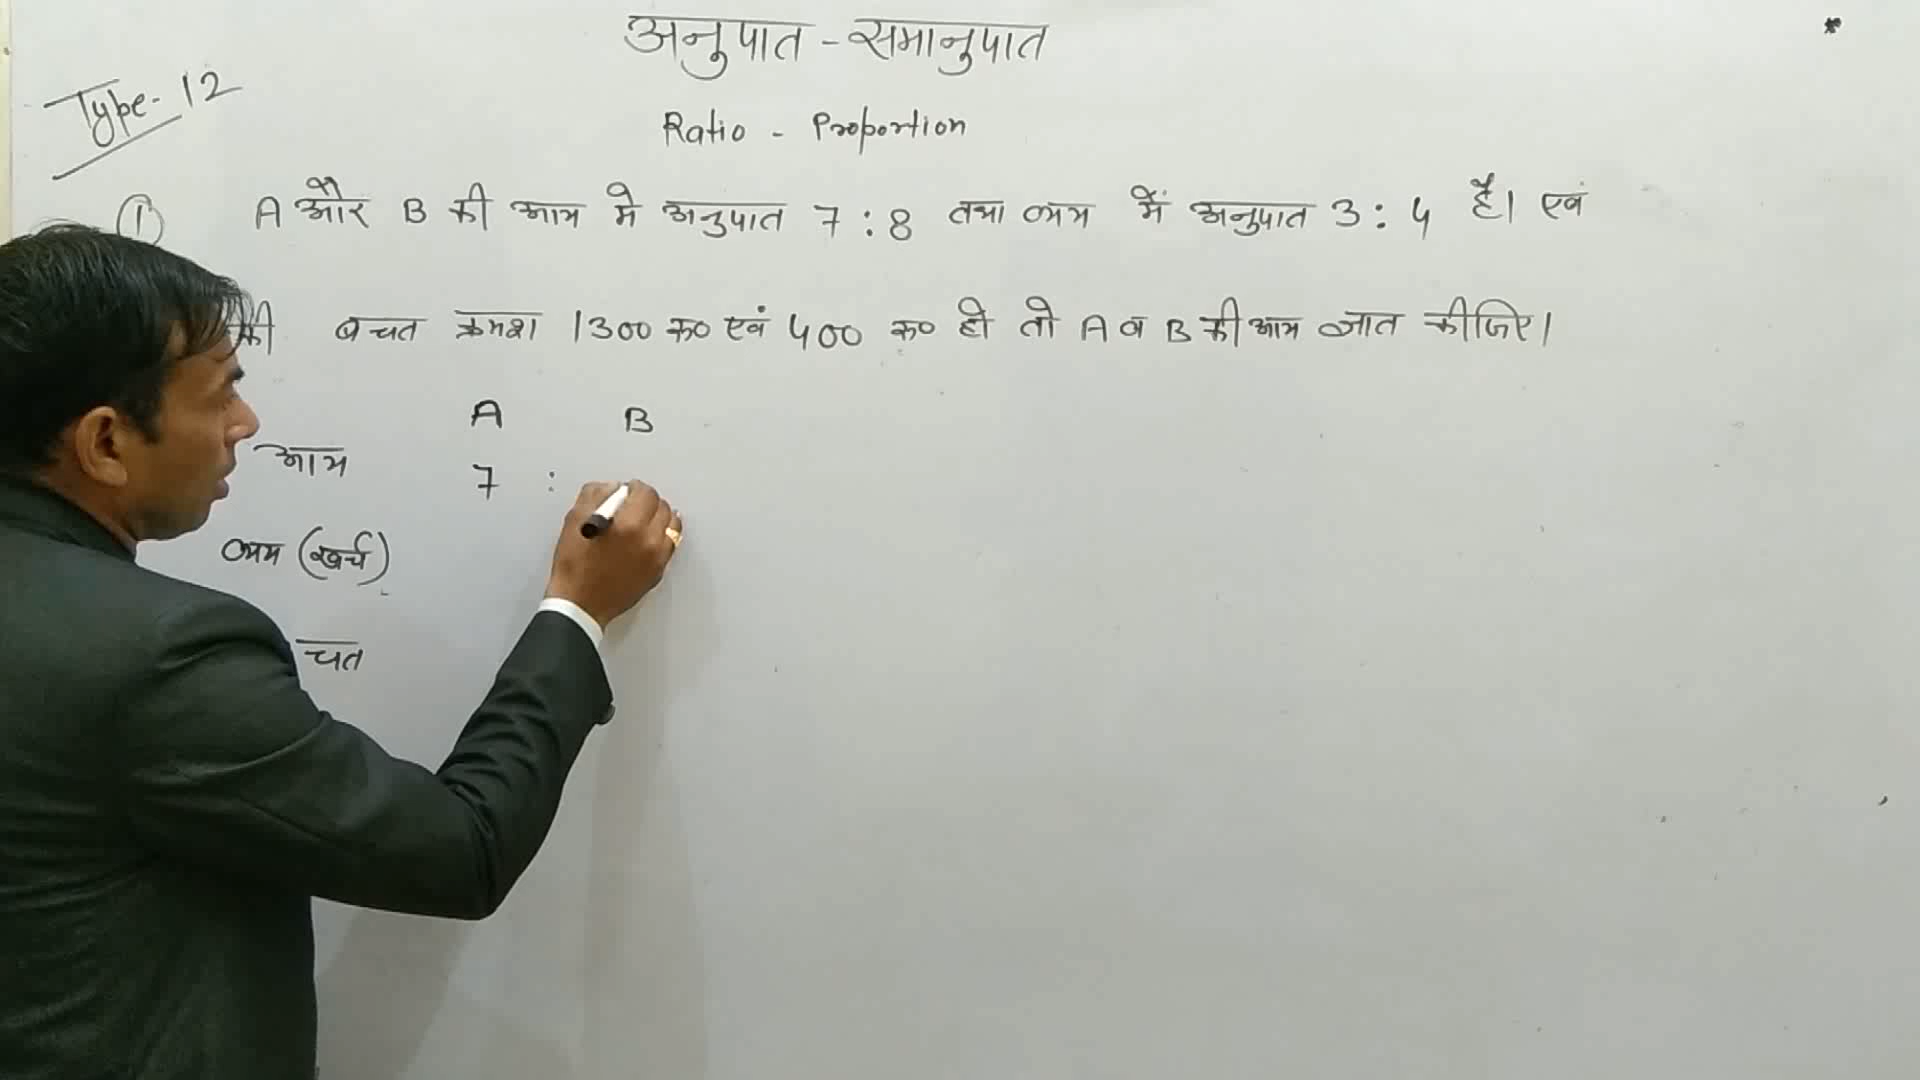 अनुपात - समानुपात
Type- 12
Ratio - Proportion
① A और B की आय मे अनुपात 7 : 8 तथा व्यय में अनुपात 3 : 4 है। एवं
की बचत क्रमश 1300 रू० एवं 400 रू० हो तो A व B की आय ज्ञात कीजिए।
A B
आय 7 :
व्यय (खर्च)
चत